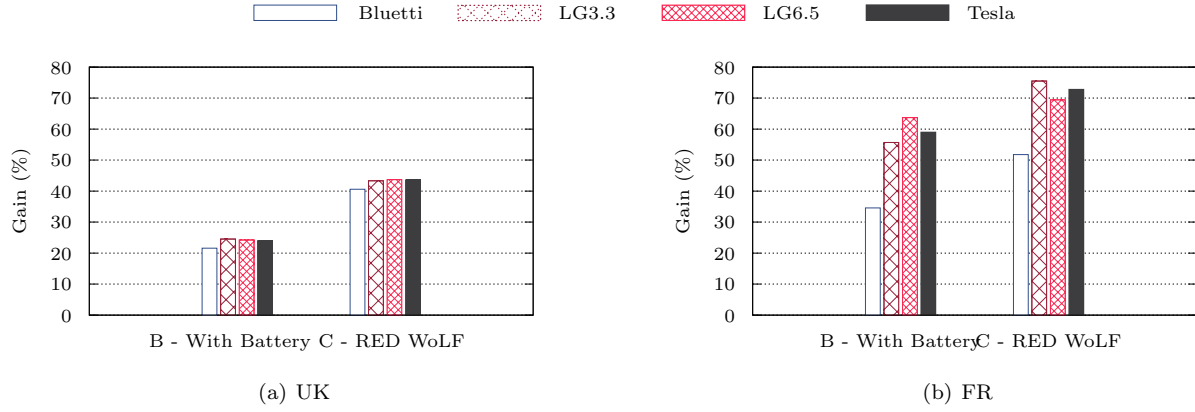 Bluetti LG3.3 LG6.5 Tesla
Gain (%)
80
70
60
50
40
30
20
10
0
B - With Battery C - RED WoLF
(a) UK
Gain (%)
80
70
60
50
40
30
20
10
0
B - With Battery C - RED WoLF
(b) FR